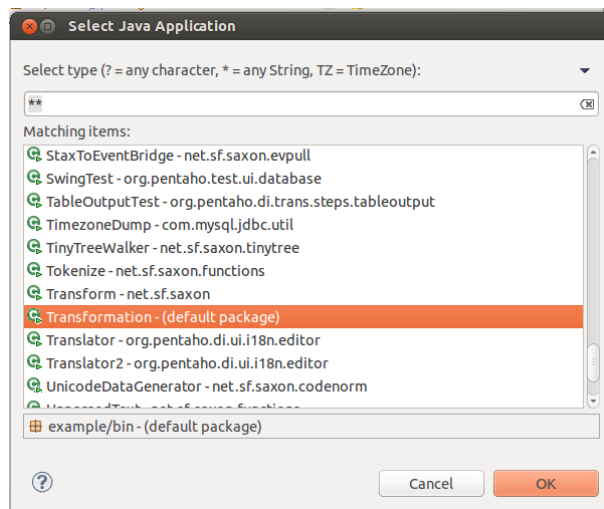 Select Java Application
Select type (? = any character, * = any String, TZ = TimeZone):
**
Matching items:
StaxToEventBridge - net.sf.saxon.evpull
SwingTest - org.pentaho.test.ui.database
TableOutputTest - org.pentaho.di.trans.steps.tableoutput
TimezoneDump - com.mysql.jdbc.util
TinyTreeWalker - net.sf.saxon.tinytree
Tokenize - net.sf.saxon.functions
Transform - net.sf.saxon
Transformation - (default package)
Translator - org.pentaho.di.ui.i18n.editor
Translator2 - org.pentaho.di.ui.i18n.editor
UnicodeDataGenerator - net.sf.saxon.codenorm
example/bin - (default package)
?
Cancel
OK